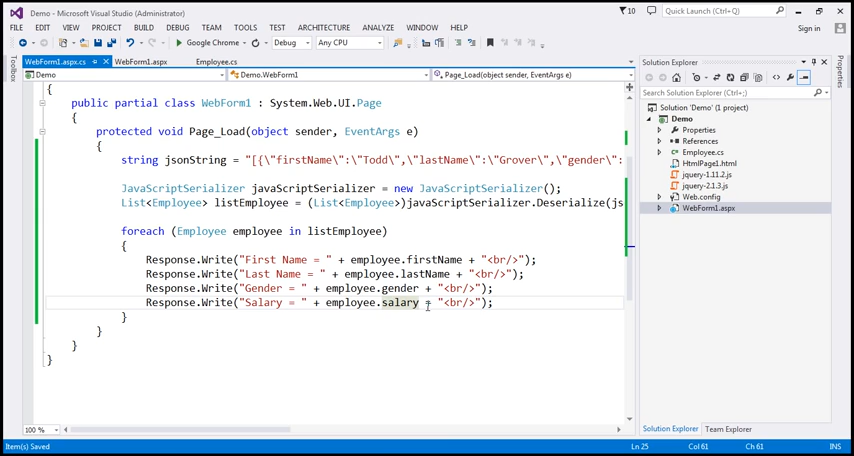 Demo - Microsoft Visual Studio (Administrator)
10
Quick Launch (Ctrl+Q)
FILE EDIT VIEW PROJECT BUILD DEBUG TEAM TOOLS TEST ARCHITECTURE ANALYZE WINDOW HELP
Sign in
Google Chrome Debug Any CPU
Toolbox
WebForm1.aspx.cs WebForm1.aspx Employee.cs
Demo Demo.WebForm1 Page_Load(object sender, EventArgs e)
{
public partial class WebForm1 : System.Web.UI.Page
{
protected void Page_Load(object sender, EventArgs e)
{
string jsonString = "[{\"firstName\":\"Todd\",\"lastName\":\"Grover\",\"gender\":
JavaScriptSerializer javaScriptSerializer = new JavaScriptSerializer();
List<Employee> listEmployee = (List<Employee>)javaScriptSerializer.Deserialize(js
foreach (Employee employee in listEmployee)
{
Response.Write("First Name = " + employee.firstName + "<br/>");
Response.Write("Last Name = " + employee.lastName + "<br/>");
Response.Write("Gender = " + employee.gender + "<br/>");
Response.Write("Salary = " + employee.salary + "<br/>");
}
}
}
}
100 %
Solution Explorer
Search Solution Explorer (Ctrl+;)
Solution 'Demo' (1 project)
Demo
Properties
References
Employee.cs
HtmlPage1.html
jquery-1.11.2.js
jquery-2.1.3.js
Web.config
WebForm1.aspx
Solution Explorer Team Explorer
Properties
Item(s) Saved Ln 25 Col 61 Ch 61 INS